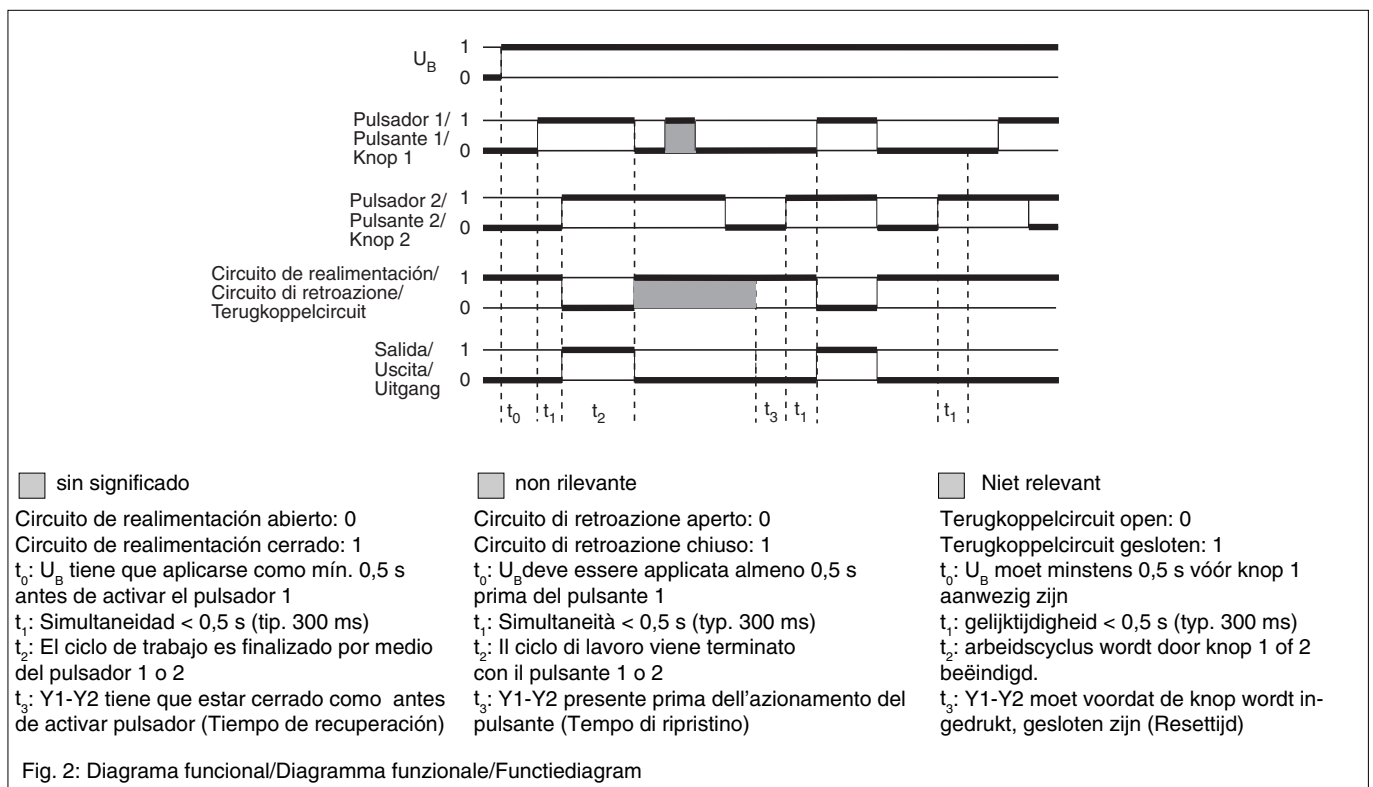 U_B
1
0
Pulsador 1/
Pulsante 1/
Knop 1
1
0
Pulsador 2/
Pulsante 2/
Knop 2
1
0
Circuito de realimentación/
Circuito di retroazione/
Terugkoppelcircuit
1
0
Salida/
Uscita/
Uitgang
1
0
t₀ t₁ t₂ t₃ t₁ t₁
sin significado
Circuito de realimentación abierto: 0
Circuito de realimentación cerrado: 1
t₀: U_B tiene que aplicarse como mín. 0,5 s
antes de activar el pulsador 1
t₁: Simultaneidad < 0,5 s (tip. 300 ms)
t₂: El ciclo de trabajo es finalizado por medio
del pulsador 1 o 2
t₃: Y1-Y2 tiene que estar cerrado como antes
de activar pulsador (Tiempo de recuperación)
non rilevante
Circuito di retroazione aperto: 0
Circuito di retroazione chiuso: 1
t₀: U_B deve essere applicata almeno 0,5 s
prima del pulsante 1
t₁: Simultaneità < 0,5 s (typ. 300 ms)
t₂: Il ciclo di lavoro viene terminato
con il pulsante 1 o 2
t₃: Y1-Y2 presente prima dell'azionamento del
pulsante (Tempo di ripristino)
Niet relevant
Terugkoppelcircuit open: 0
Terugkoppelcircuit gesloten: 1
t₀: U_B moet minstens 0,5 s vóór knop 1
aanwezig zijn
t₁: gelijktijdigheid < 0,5 s (typ. 300 ms)
t₂: arbeidscyclus wordt door knop 1 of 2
beëindigd.
t₃: Y1-Y2 moet voordat de knop wordt in-
gedrukt, gesloten zijn (Resettijd)
Fig. 2: Diagrama funcional/Diagramma funzionale/Functiediagram